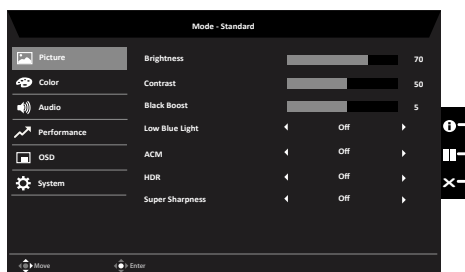 Mode - Standard
Picture
Brightness 70
Color
Contrast 50
Audio
Black Boost 5
Performance
Low Blue Light Off
OSD
ACM Off
System
HDR Off
Super Sharpness Off
Move Enter